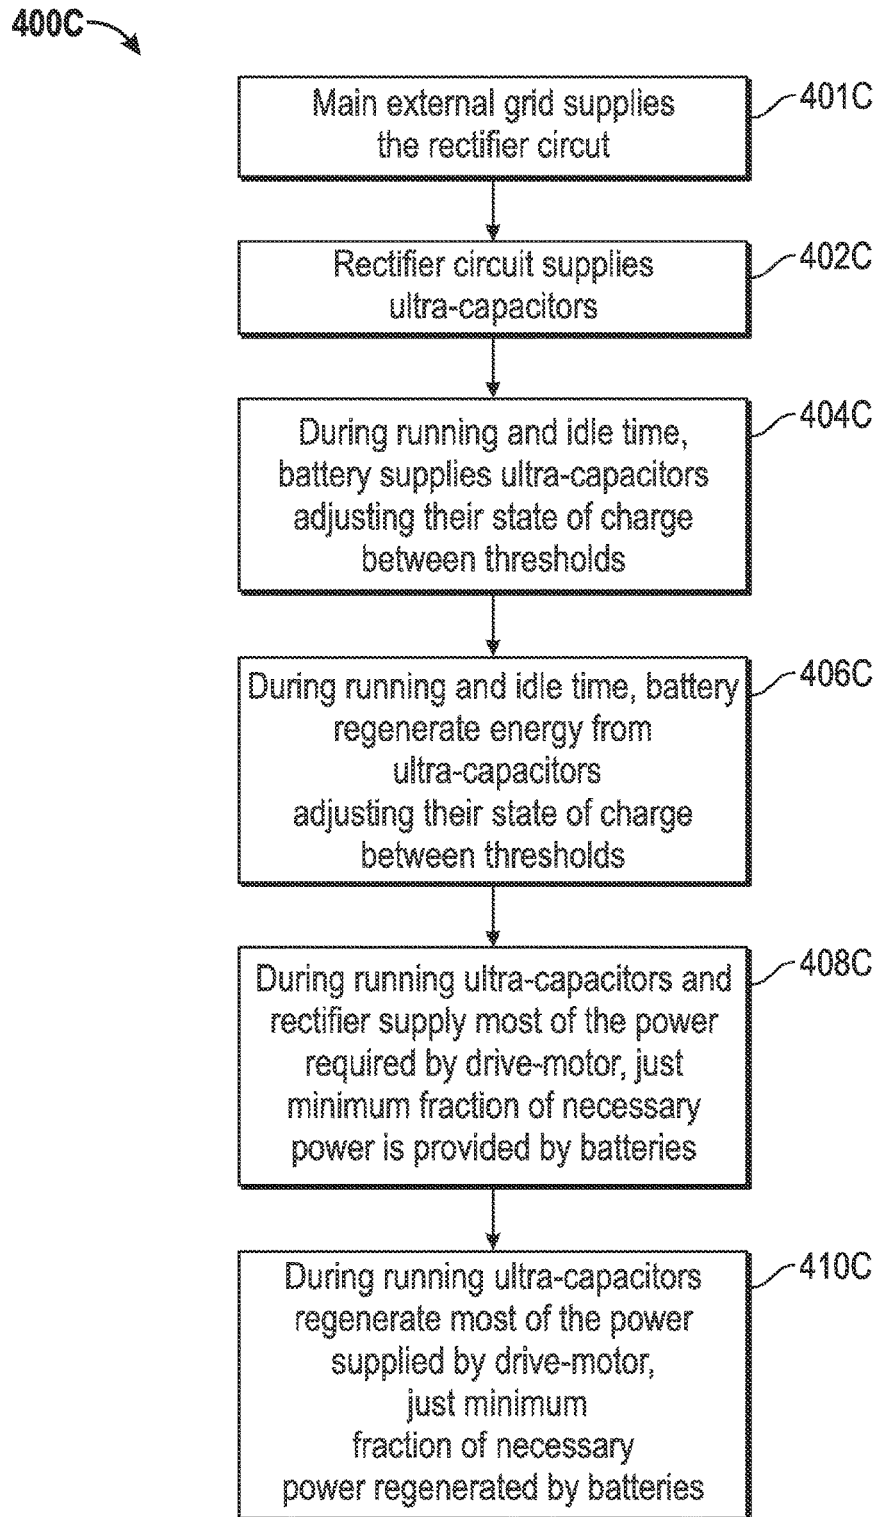 400C
Main external grid supplies
the rectifier circut
401C
Rectifier circuit supplies
ultra-capacitors
402C
During running and idle time,
battery supplies ultra-capacitors
adjusting their state of charge
between thresholds
404C
During running and idle time, battery
regenerate energy from
ultra-capacitors
adjusting their state of charge
between thresholds
406C
During running ultra-capacitors and
rectifier supply most of the power
required by drive-motor, just
minimum fraction of necessary
power is provided by batteries
408C
During running ultra-capacitors
regenerate most of the power
supplied by drive-motor,
just minimum
fraction of necessary
power regenerated by batteries
410C